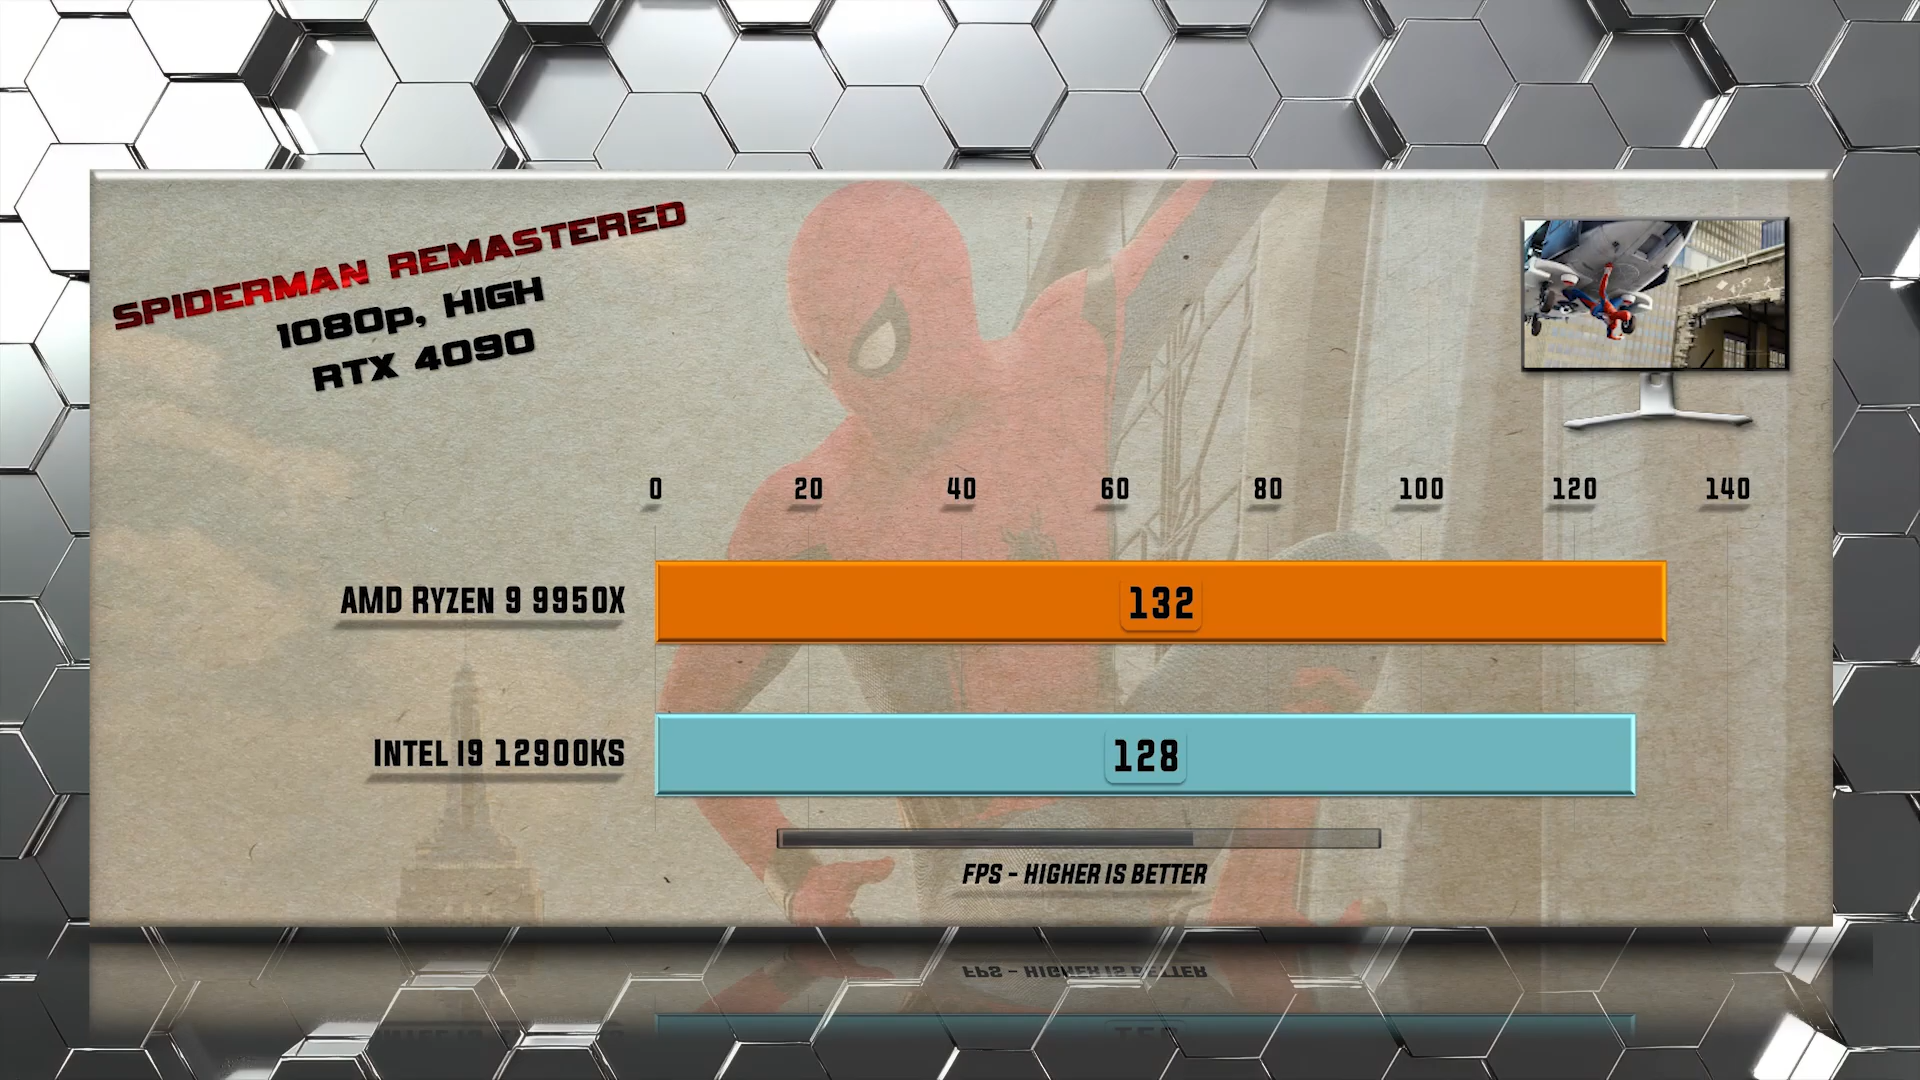 SPIDERMAN REMASTERED
1080p, HIGH
RTX 4090
0 20 40 60 80 100 120 140
AMD RYZEN 9 9950X 132
INTEL I9 12900KS 128
FPS - HIGHER IS BETTER